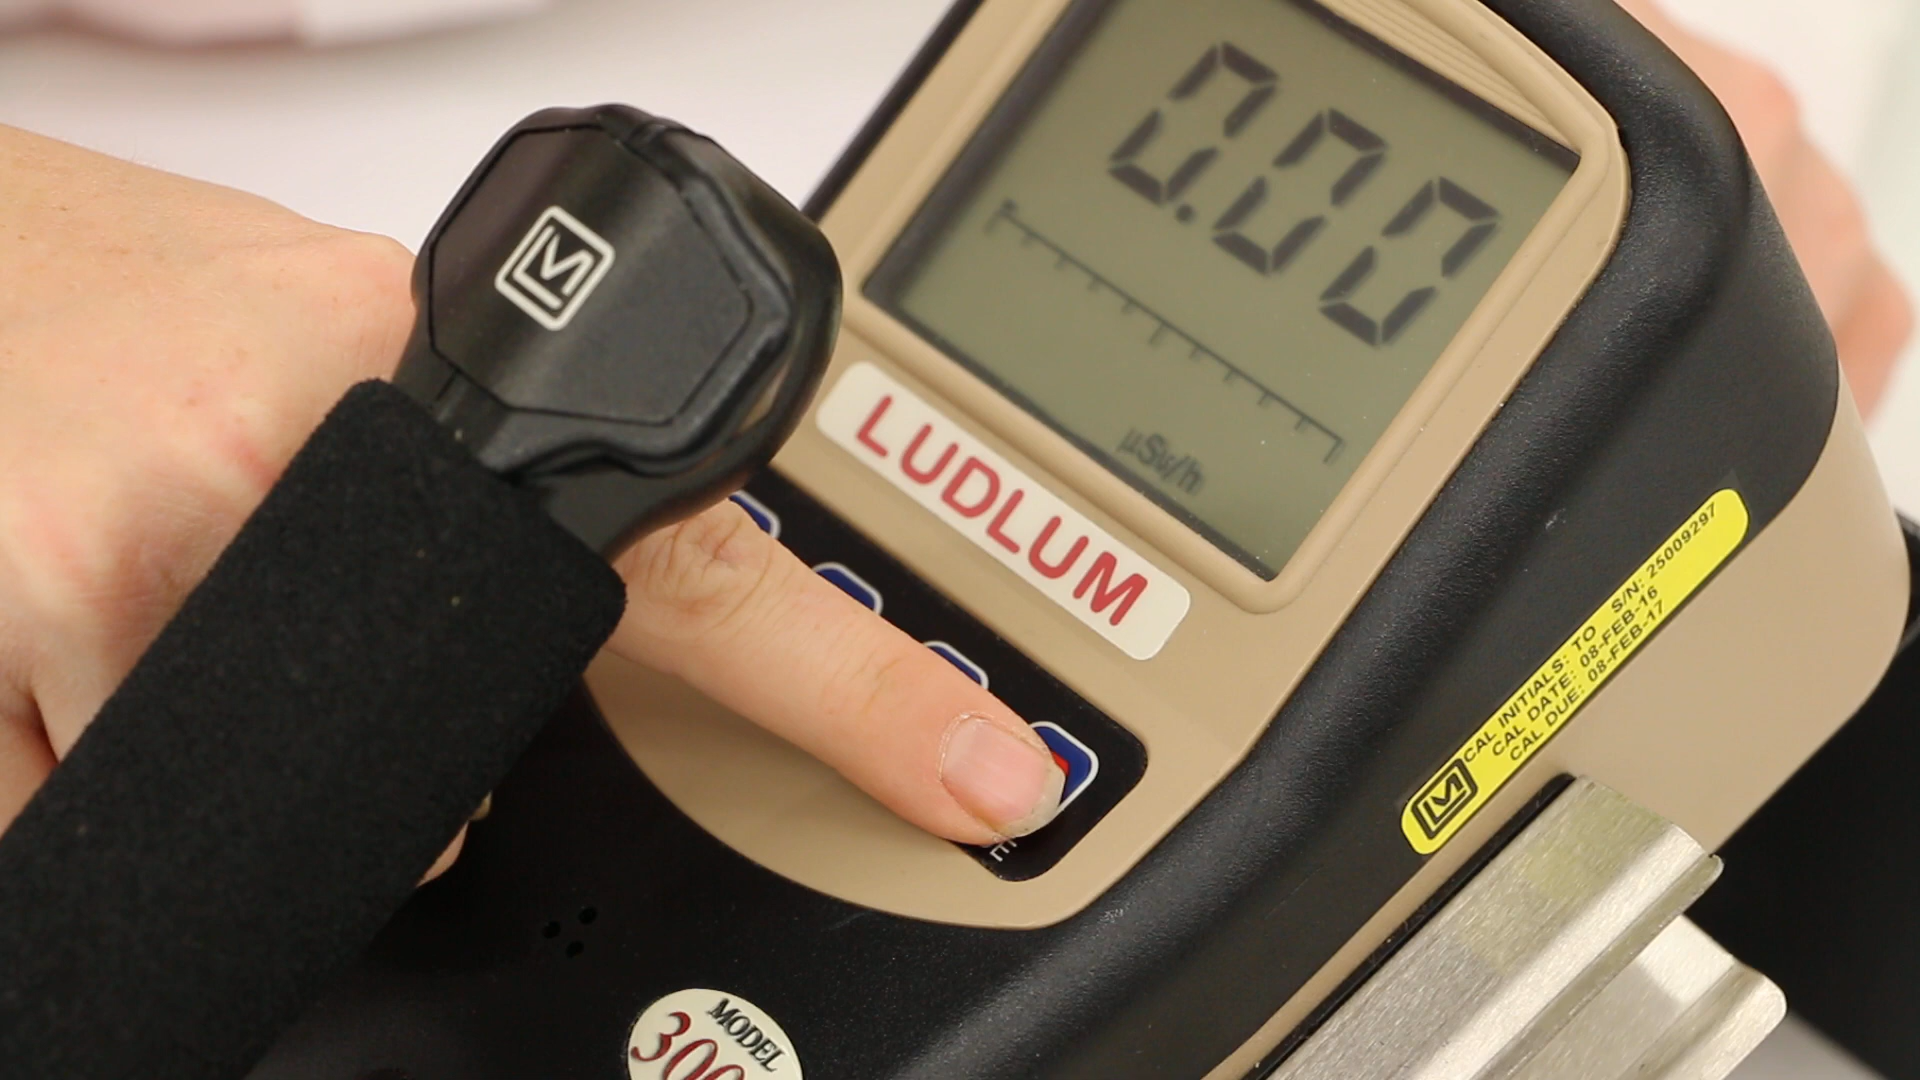 0.00
µSv/h
LUDLUM
S/N: 25009297
CAL INITIALS: TO
CAL DATE: 08-FEB-16
CAL DUE: 08-FEB-17
MODEL